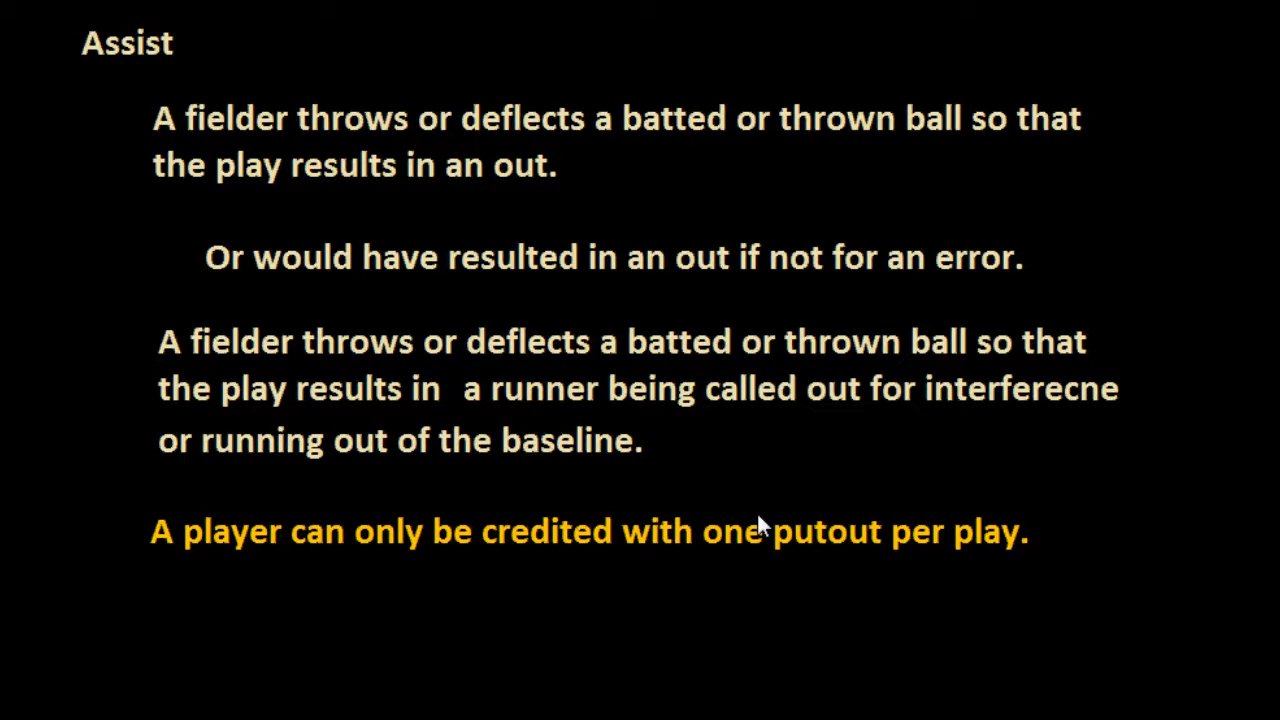 Assist
A fielder throws or deflects a batted or thrown ball so that
the play results in an out.
Or would have resulted in an out if not for an error.
A fielder throws or deflects a batted or thrown ball so that
the play results in a runner being called out for interferecne
or running out of the baseline.
A player can only be credited with one putout per play.